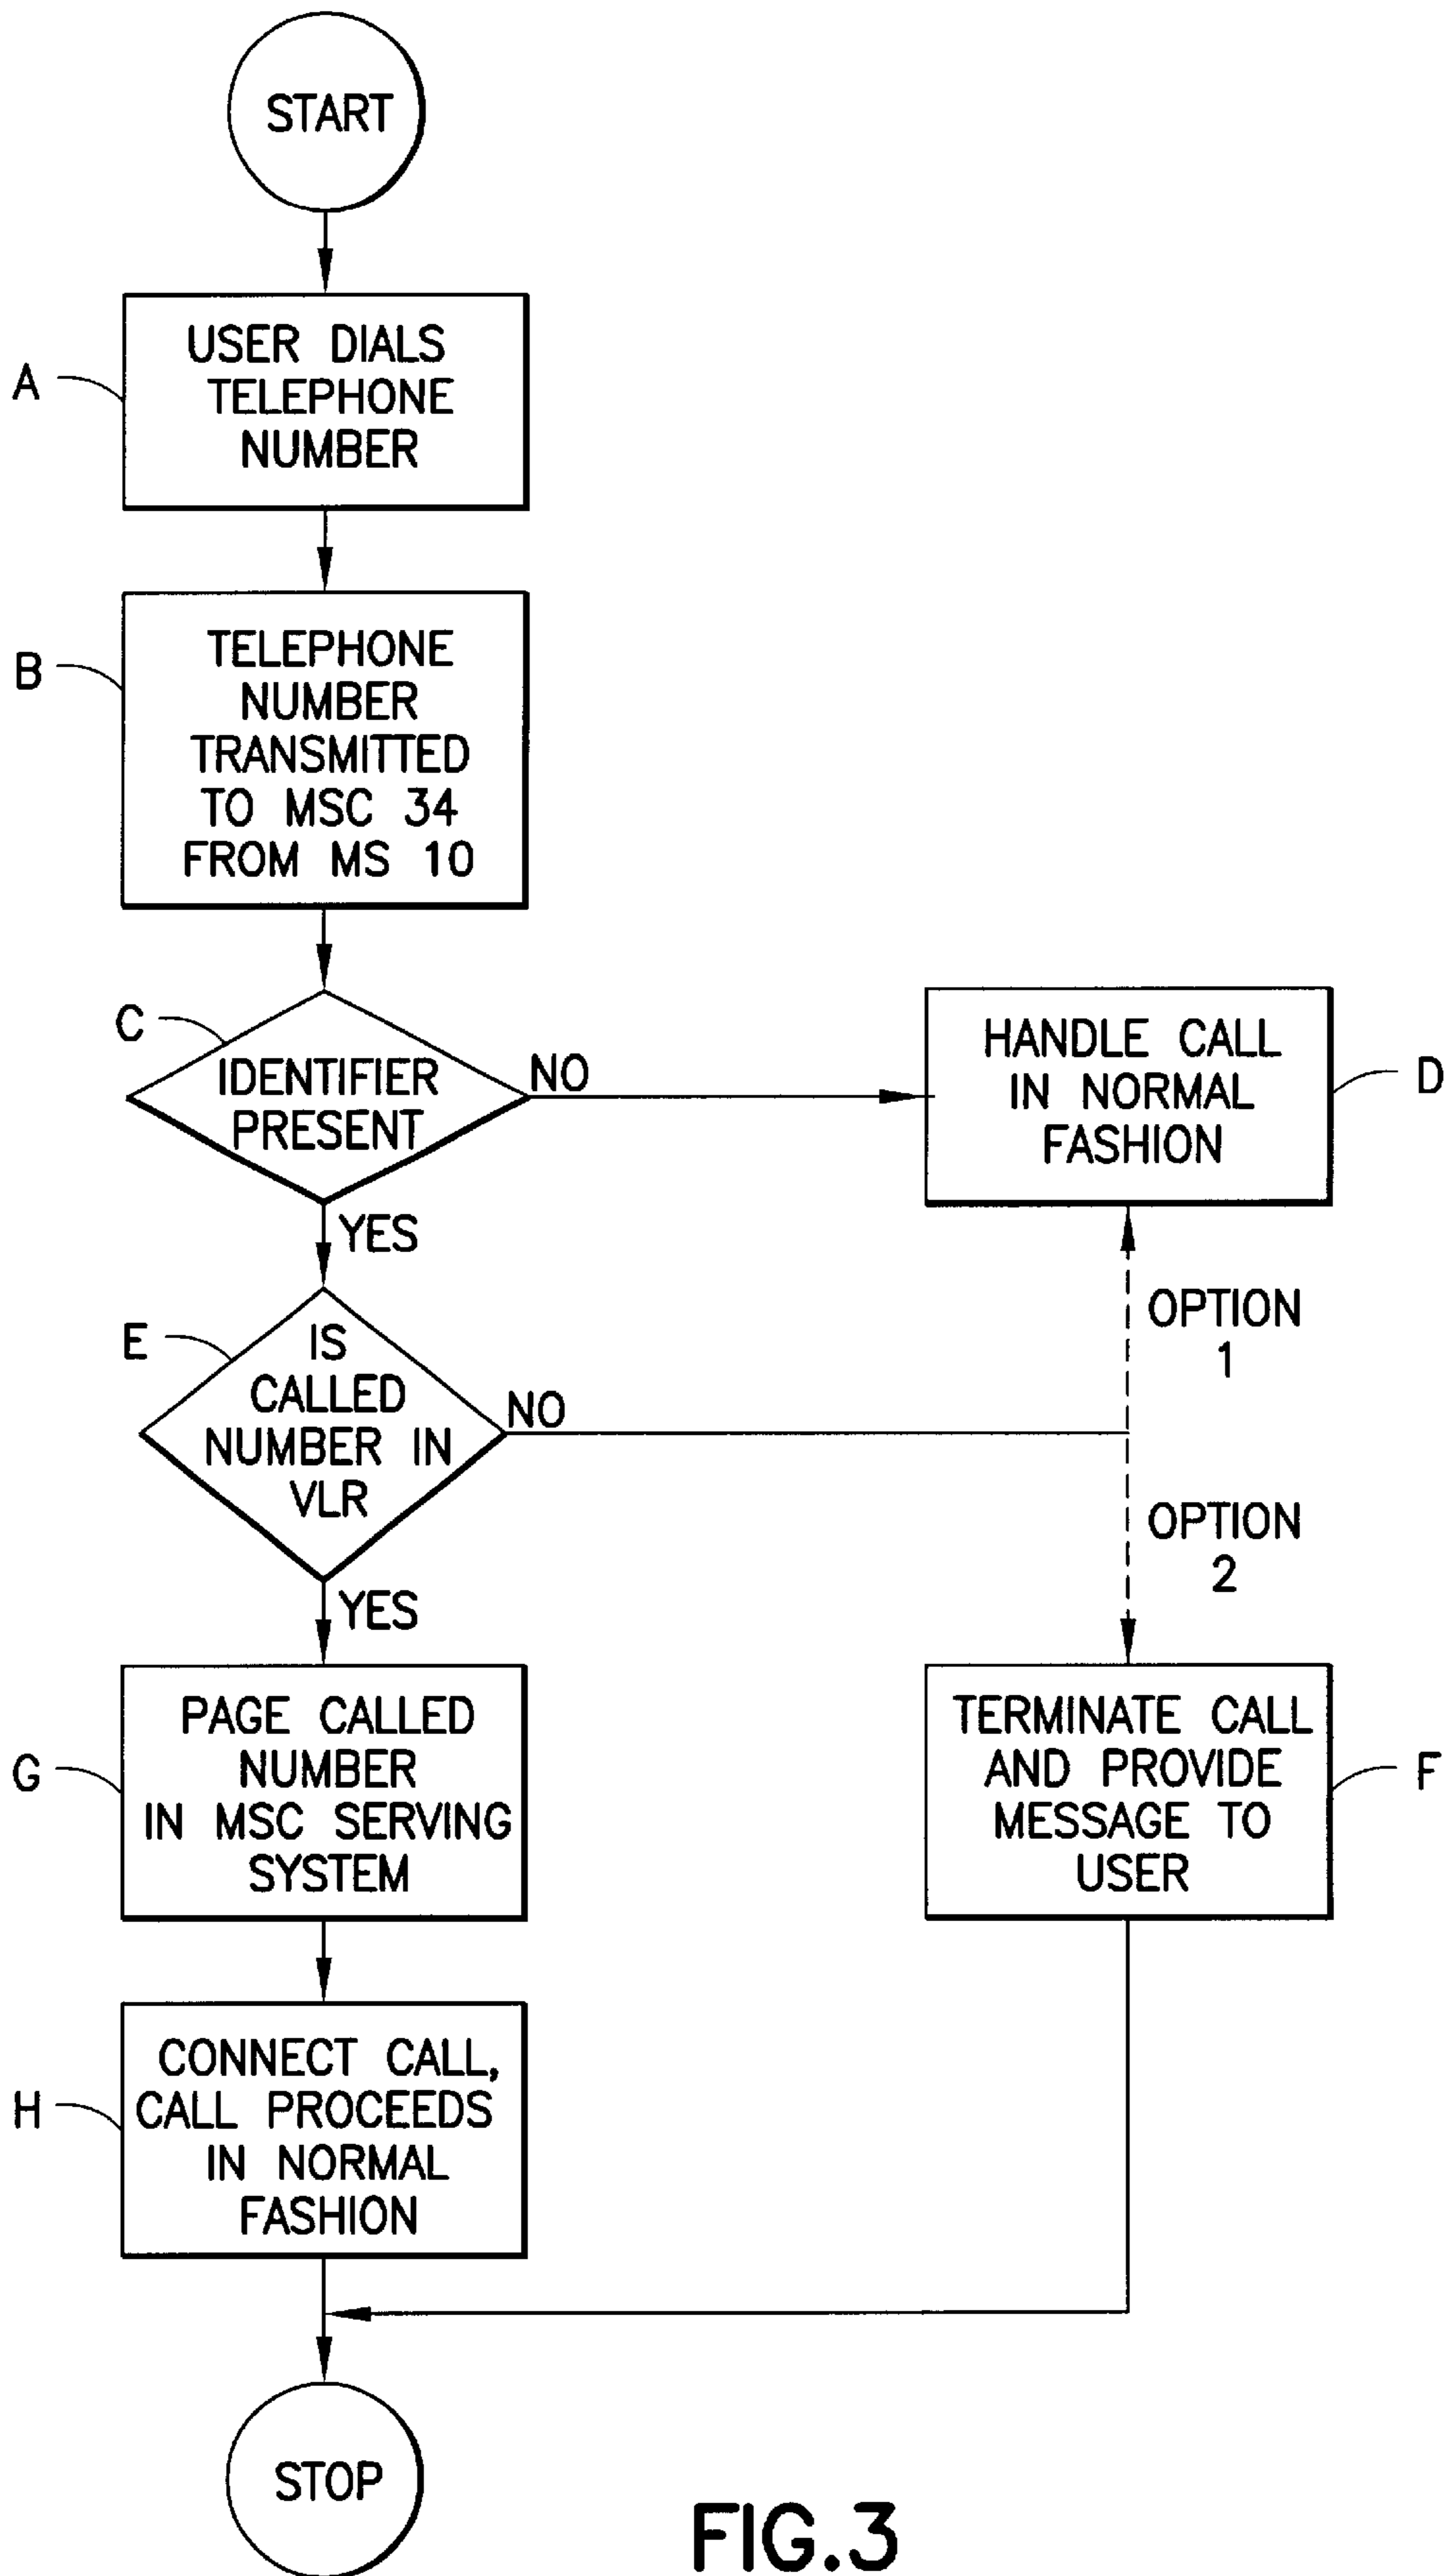 START
A
USER DIALS
TELEPHONE
NUMBER
B
TELEPHONE
NUMBER
TRANSMITTED
TO MSC 34
FROM MS 10
C
IDENTIFIER
PRESENT
NO
YES
HANDLE CALL
IN NORMAL
FASHION
D
E
IS
CALLED
NUMBER IN
VLR
NO
YES
OPTION
1
OPTION
2
G
PAGE CALLED
NUMBER
IN MSC SERVING
SYSTEM
TERMINATE CALL
AND PROVIDE
MESSAGE TO
USER
F
H
CONNECT CALL,
CALL PROCEEDS
IN NORMAL
FASHION
STOP
FIG.3